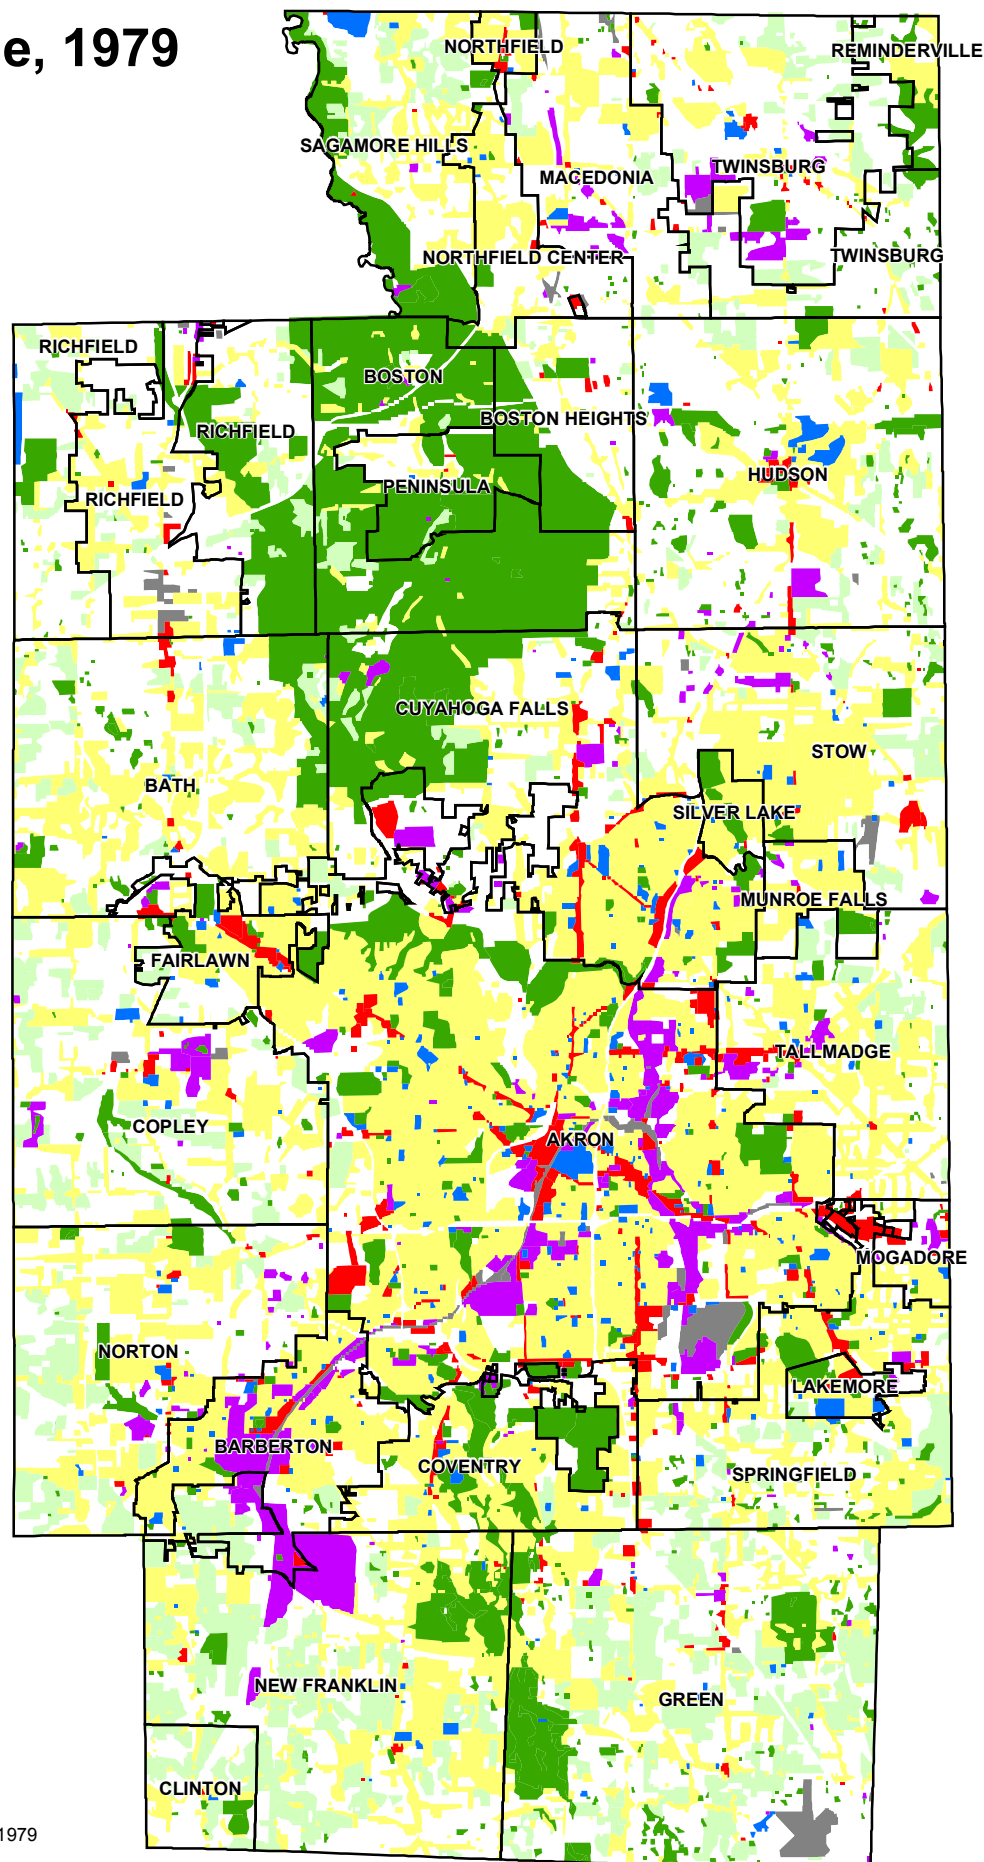 e, 1979
NORTHFIELD
REMINDERVILLE
SAGAMORE HILLS
MACEDONIA
TWINSBURG
NORTHFIELD CENTER
TWINSBURG
RICHFIELD
BOSTON
BOSTON HEIGHTS
RICHFIELD
HUDSON
PENINSULA
RICHFIELD
CUYAHOGA FALLS
STOW
BATH
SILVER LAKE
MUNROE FALLS
FAIRLAWN
TALLMADGE
COPLEY
AKRON
MOGADORE
NORTON
LAKEMORE
BARBERTON
COVENTRY
SPRINGFIELD
NEW FRANKLIN
GREEN
CLINTON
1979